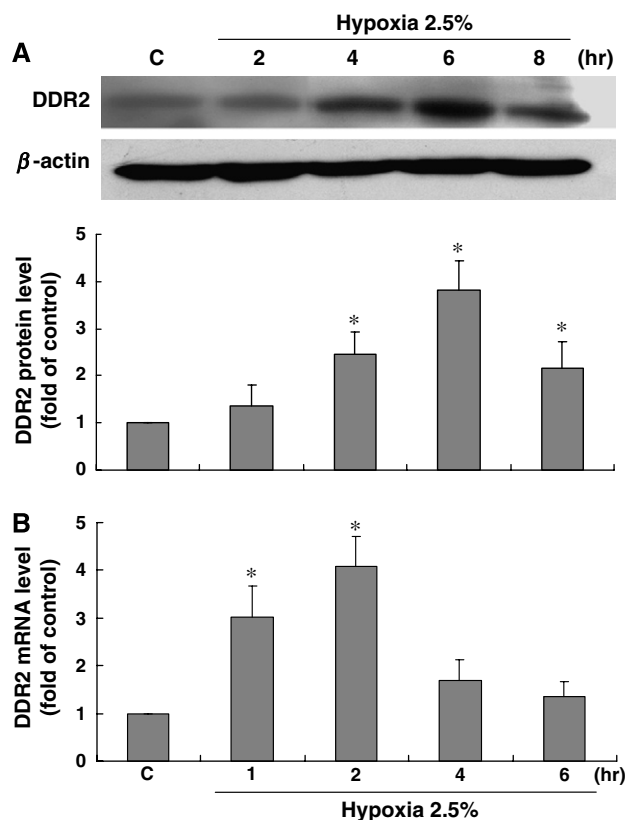 Hypoxia 2.5%
A
C 2 4 6 8 (hr)
DDR2
β-actin
DDR2 protein level
(fold of control)
5
4
3
2
1
0
*
*
*
B
DDR2 mRNA level
(fold of control)
5
4
3
2
1
0
*
*
C 1 2 4 6 (hr)
Hypoxia 2.5%